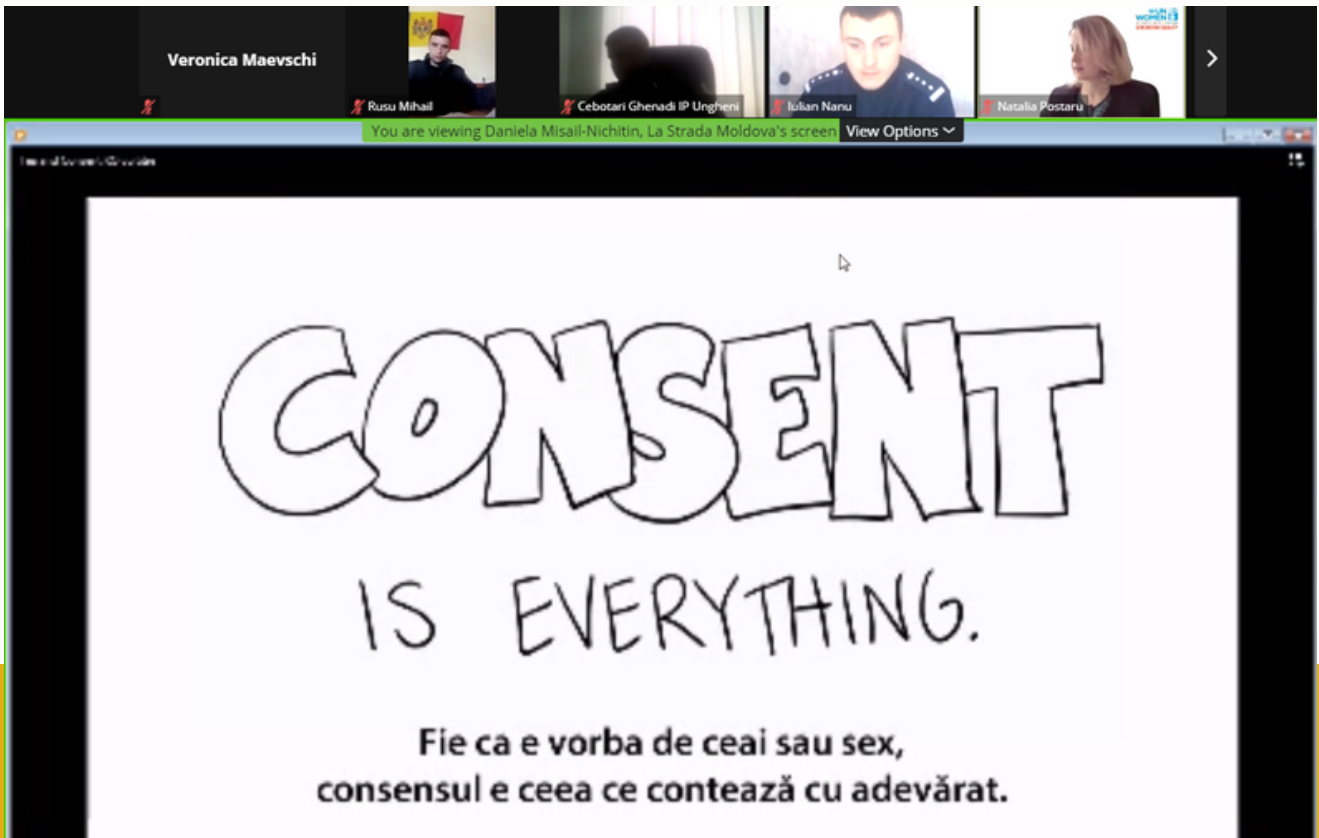 Veronica Maevschi
Rusu Mihail
Cebotari Ghenadi IP Ungheni
Iulian Nanu
Natalia Postaru
UN
WOMEN
You are viewing Daniela Misail-Nichitin, La Strada Moldova's screen
View Options
CONSENT
IS EVERYTHING.
Fie ca e vorba de ceai sau sex,
consensul e ceea ce contează cu adevărat.